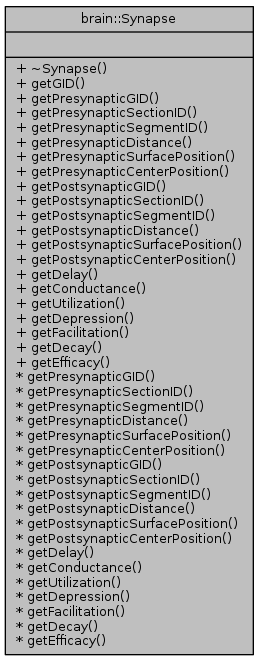 brain::Synapse
+ ~Synapse()
+ getGID()
+ getPresynapticGID()
+ getPresynapticSectionID()
+ getPresynapticSegmentID()
+ getPresynapticDistance()
+ getPresynapticSurfacePosition()
+ getPresynapticCenterPosition()
+ getPostsynapticGID()
+ getPostsynapticSectionID()
+ getPostsynapticSegmentID()
+ getPostsynapticDistance()
+ getPostsynapticSurfacePosition()
+ getPostsynapticCenterPosition()
+ getDelay()
+ getConductance()
+ getUtilization()
+ getDepression()
+ getFacilitation()
+ getDecay()
+ getEfficacy()
* getPresynapticGID()
* getPresynapticSectionID()
* getPresynapticSegmentID()
* getPresynapticDistance()
* getPresynapticSurfacePosition()
* getPresynapticCenterPosition()
* getPostsynapticGID()
* getPostsynapticSectionID()
* getPostsynapticSegmentID()
* getPostsynapticDistance()
* getPostsynapticSurfacePosition()
* getPostsynapticCenterPosition()
* getDelay()
* getConductance()
* getUtilization()
* getDepression()
* getFacilitation()
* getDecay()
* getEfficacy()